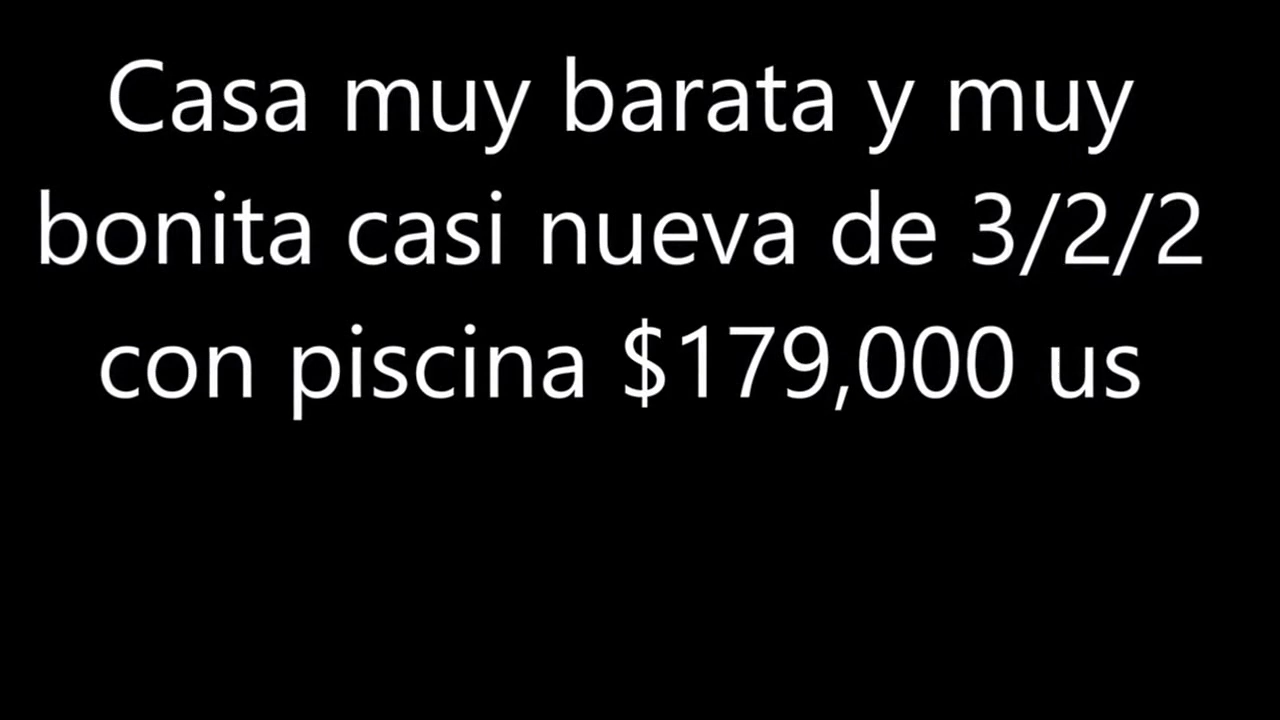 Casa muy barata y muy
bonita casi nueva de 3/2/2
con piscina $179,000 us